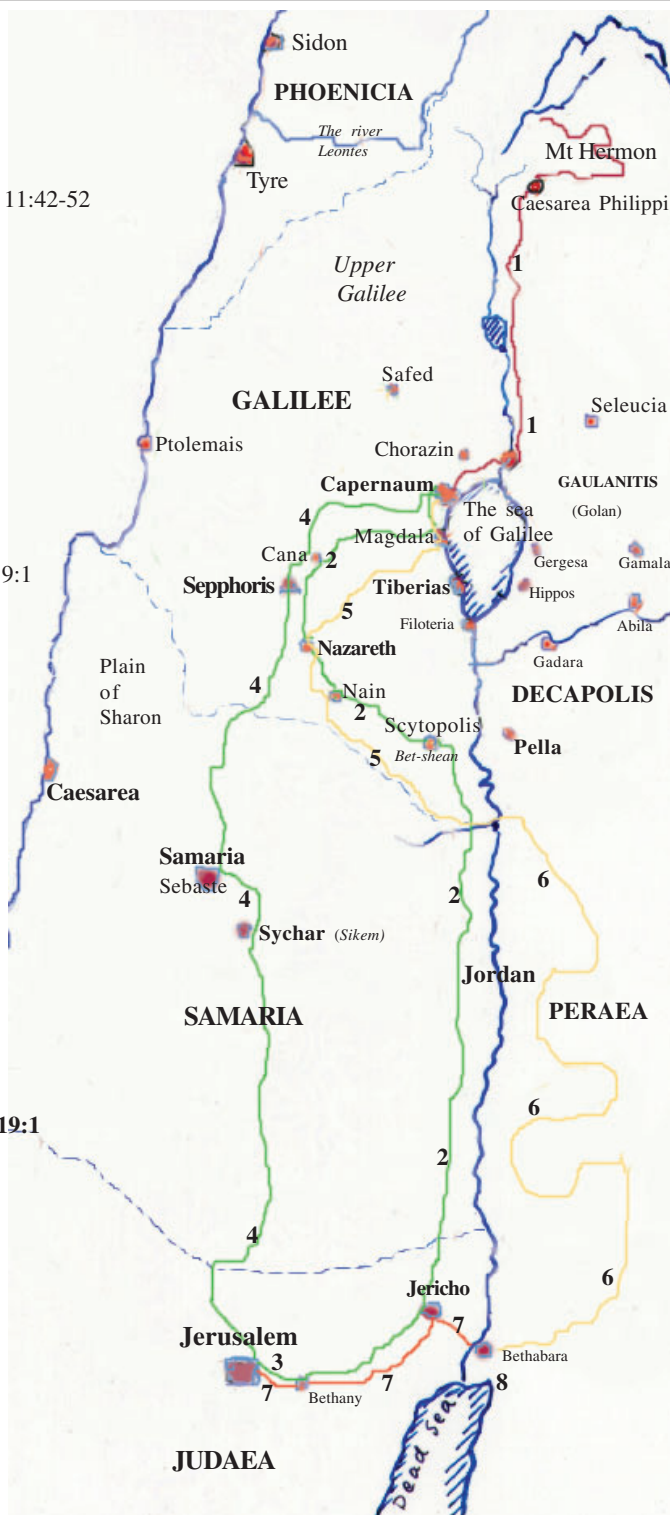 Sidon
PHOENICIA
The river
Leontes
Tyre
Mt Hermon
11:42-52
Caesarea Philippi
1
Upper
Galilee
Safed
GALILEE
Seleucia
1
Ptolemais
Chorazin
Capernaum
GAULANITIS
(Golan)
The sea
of Galilee
4
Magdala
Cana
2
Gergesa
Gamala
9:1
Sepphoris
Tiberias
Hippos
5
Abila
Filoteria
Nazareth
Gadara
Plain
of
Sharon
4
Nain
DECAPOLIS
2
Scytopolis
Bet-shean
Pella
5
Caesarea
Samaria
Sebaste
4
2
6
Sychar (Sikem)
Jordan
SAMARIA
PERAEA
6
19:1
2
4
6
Jericho
7
Jerusalem
3
Bethabara
7
7
8
Bethany
Dead Sea
JUDAEA